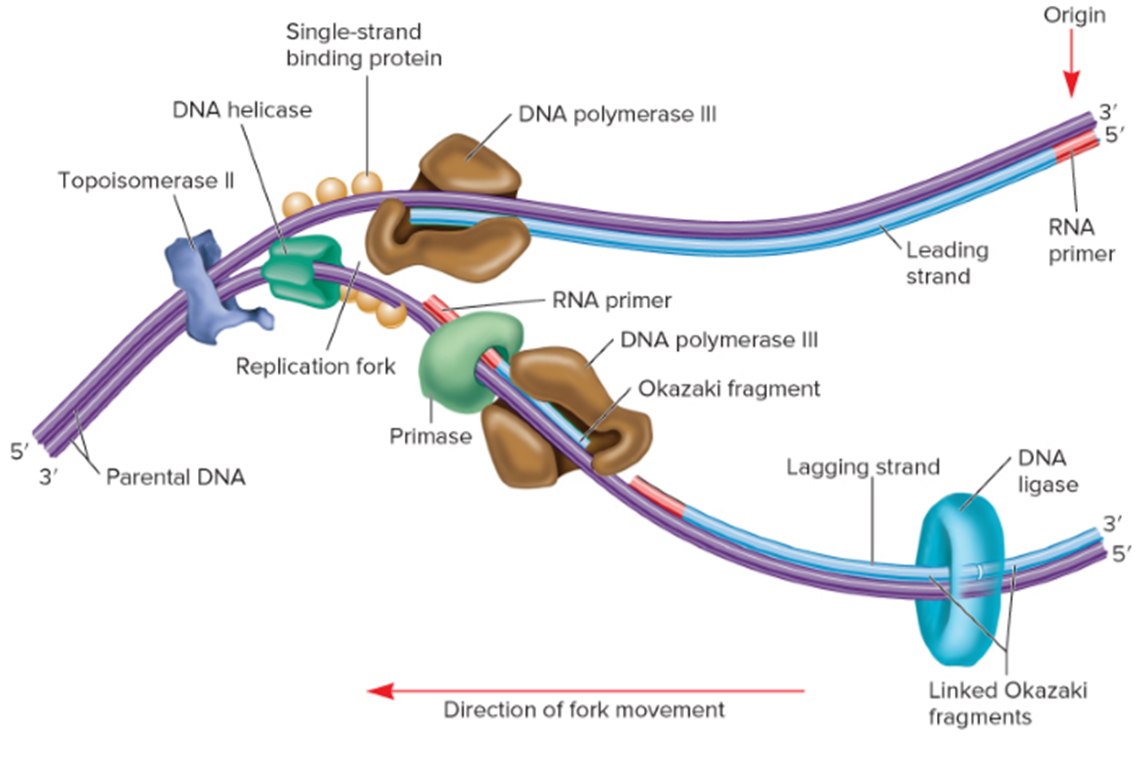 Origin
Single-strand
binding protein
DNA helicase
DNA polymerase III
3′
5′
Topoisomerase II
RNA
primer
Leading
strand
RNA primer
DNA polymerase III
Replication fork
Okazaki fragment
Primase
5′
3′
Parental DNA
Lagging strand
DNA
ligase
3′
5′
Linked Okazaki
fragments
Direction of fork movement